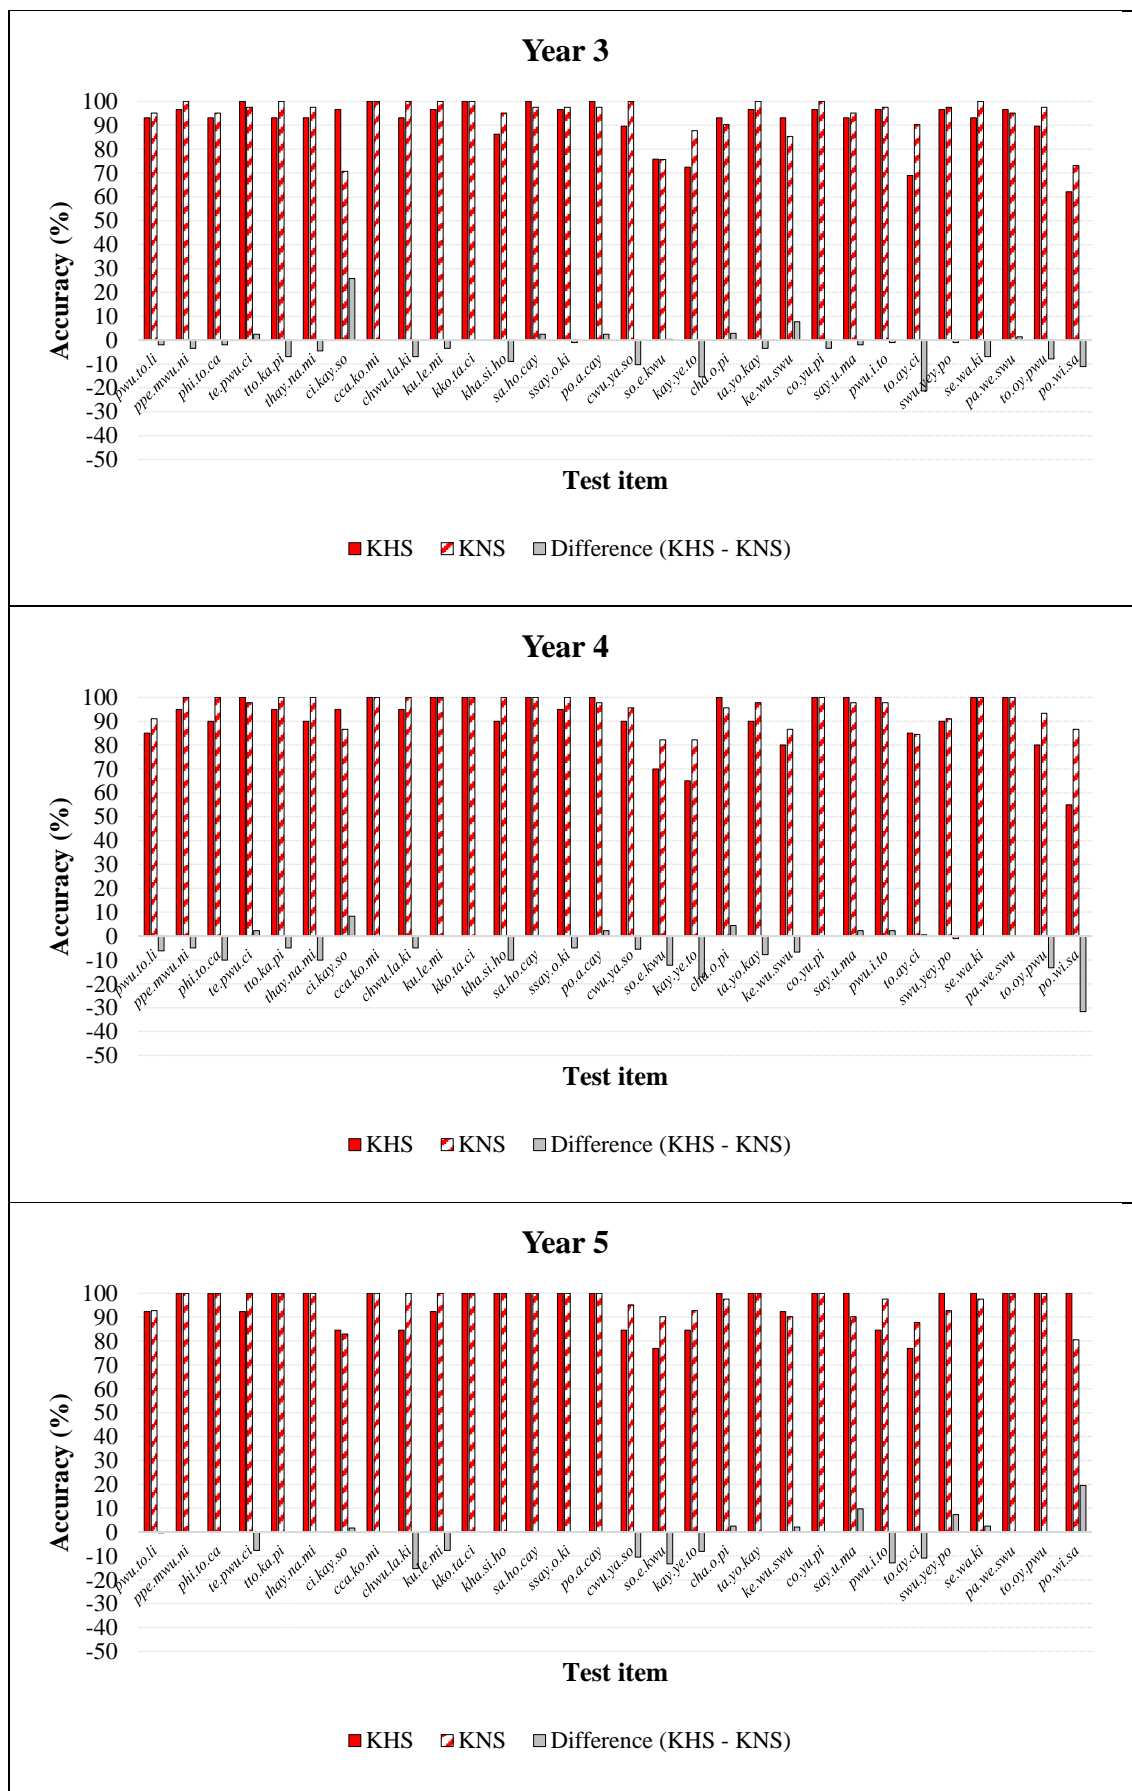 Year 3
100
90
80
70
60
50
40
30
20
10
0
-10
-20
-30
-40
-50
Accuracy (%)
pwu.to.li
ppe.mwu.ni
phi.to.ca
te.pwu.ci
tto.ka.pi
thay.na.mi
ci.kay.so
cca.ko.mi
chwu.la.ki
ku.le.mi
kko.ta.ci
kha.si.ho
sa.ho.cay
ssay.o.ki
po.a.cay
cwu.ya.so
so.e.kwu
kay.ye.to
cha.o.pi
ta.yo.kay
ke.wu.swu
co.yu.pi
say.u.ma
pwu.i.to
to.ay.ci
swu.yey.po
se.wa.ki
pa.we.swu
to.oy.pwu
po.wi.sa
Test item
KHS KNS Difference (KHS - KNS)
Year 4
100
90
80
70
60
50
40
30
20
10
0
-10
-20
-30
-40
-50
Accuracy (%)
pwu.to.li
ppe.mwu.ni
phi.to.ca
te.pwu.ci
tto.ka.pi
thay.na.mi
ci.kay.so
cca.ko.mi
chwu.la.ki
ku.le.mi
kko.ta.ci
kha.si.ho
sa.ho.cay
ssay.o.ki
po.a.cay
cwu.ya.so
so.e.kwu
kay.ye.to
cha.o.pi
ta.yo.kay
ke.wu.swu
co.yu.pi
say.u.ma
pwu.i.to
to.ay.ci
swu.yey.po
se.wa.ki
pa.we.swu
to.oy.pwu
po.wi.sa
Test item
KHS KNS Difference (KHS - KNS)
Year 5
100
90
80
70
60
50
40
30
20
10
0
-10
-20
-30
-40
-50
Accuracy (%)
pwu.to.li
ppe.mwu.ni
phi.to.ca
te.pwu.ci
tto.ka.pi
thay.na.mi
ci.kay.so
cca.ko.mi
chwu.la.ki
ku.le.mi
kko.ta.ci
kha.si.ho
sa.ho.cay
ssay.o.ki
po.a.cay
cwu.ya.so
so.e.kwu
kay.ye.to
cha.o.pi
ta.yo.kay
ke.wu.swu
co.yu.pi
say.u.ma
pwu.i.to
to.ay.ci
swu.yey.po
se.wa.ki
pa.we.swu
to.oy.pwu
po.wi.sa
Test item
KHS KNS Difference (KHS - KNS)